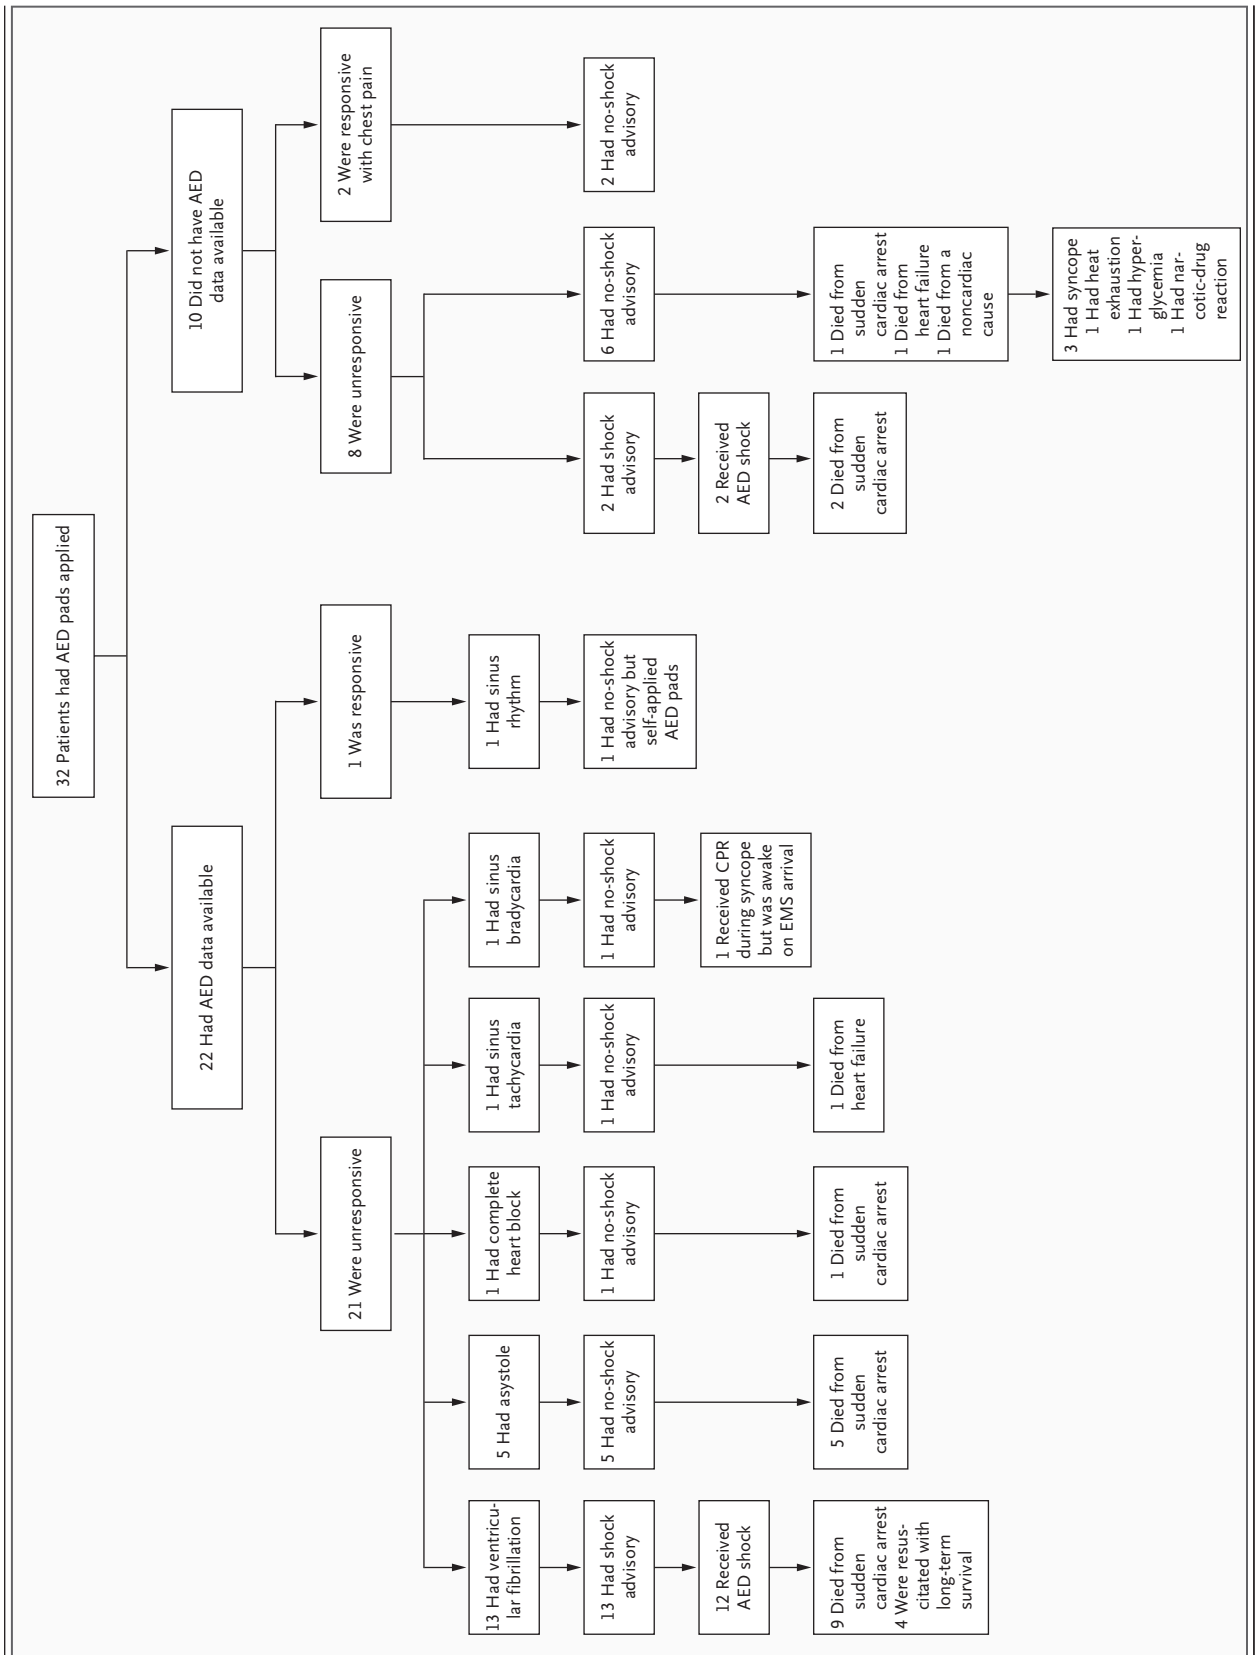 32 Patients had AED pads applied
22 Had AED data available
10 Did not have AED
data available
21 Were unresponsive
1 Was responsive
8 Were unresponsive
2 Were responsive
with chest pain
13 Had ventricu-
lar fibrillation
5 Had asystole
1 Had complete
heart block
1 Had sinus
tachycardia
1 Had sinus
bradycardia
1 Had sinus
rhythm
13 Had shock
advisory
5 Had no-shock
advisory
1 Had no-shock
advisory
1 Had no-shock
advisory
1 Had no-shock
advisory
1 Had no-shock
advisory but
self-applied
AED pads
2 Had shock
advisory
6 Had no-shock
advisory
2 Had no-shock
advisory
12 Received
AED shock
1 Received CPR
during syncope
but was awake
on EMS arrival
2 Received
AED shock
9 Died from
sudden
cardiac arrest
4 Were resus-
citated with
long-term
survival
5 Died from
sudden
cardiac arrest
1 Died from
sudden
cardiac arrest
1 Died from
heart failure
2 Died from
sudden
cardiac arrest
1 Died from
sudden
cardiac arrest
1 Died from
heart failure
1 Died from a
noncardiac
cause
3 Had syncope
1 Had heat
exhaustion
1 Had hyper-
glycemia
1 Had nar-
cotic-drug
reaction